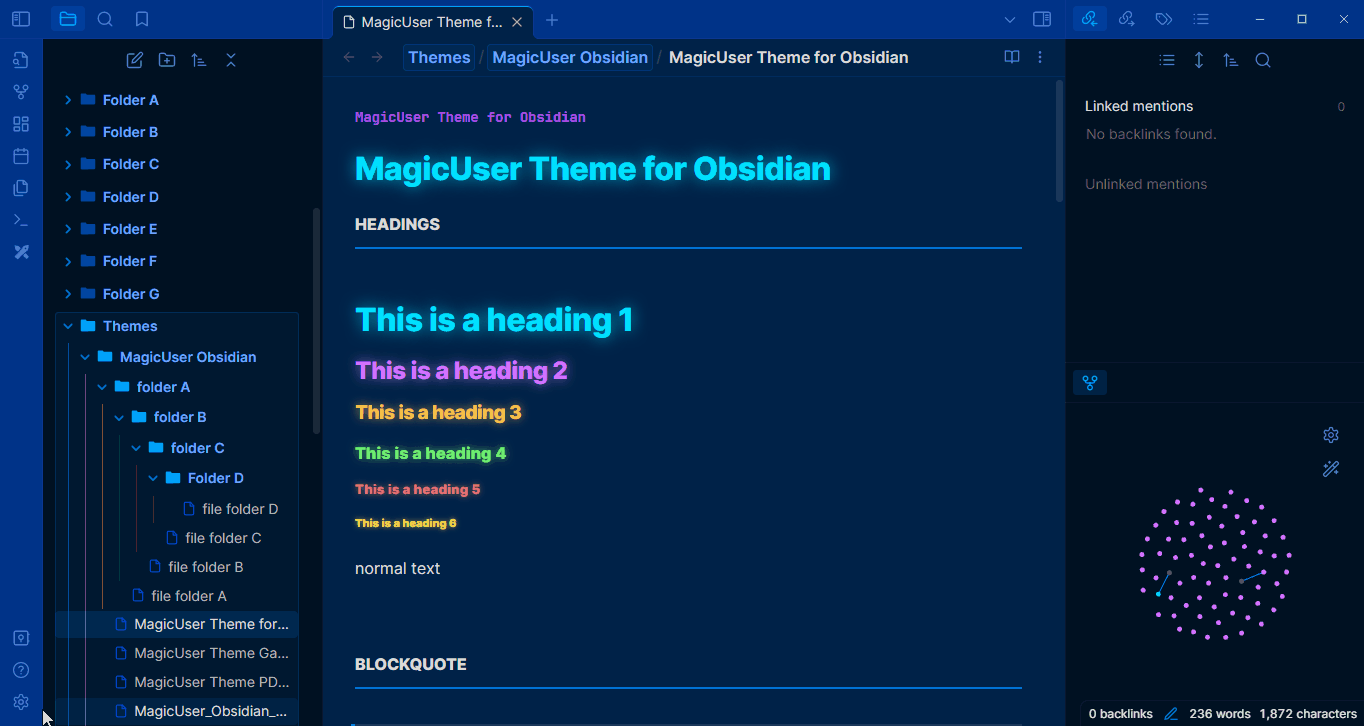 MagicUser Theme f...
Themes / MagicUser Obsidian / MagicUser Theme for Obsidian
Folder A
Folder B
Folder C
Folder D
Folder E
Folder F
Folder G
Themes
MagicUser Obsidian
folder A
folder B
folder C
Folder D
file folder D
file folder C
file folder B
file folder A
MagicUser Theme for...
MagicUser Theme Ga...
MagicUser Theme PD...
MagicUser_Obsidian_...
MagicUser Theme for Obsidian
MagicUser Theme for Obsidian
HEADINGS
This is a heading 1
This is a heading 2
This is a heading 3
This is a heading 4
This is a heading 5
This is a heading 6
normal text
BLOCKQUOTE
Linked mentions 0
No backlinks found.
Unlinked mentions
0 backlinks 236 words 1,872 characters